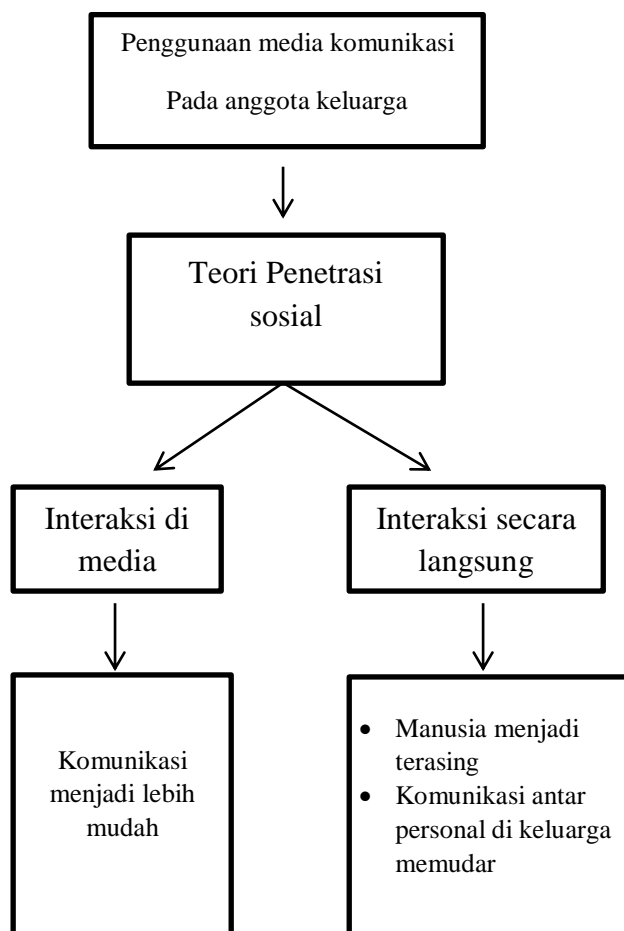 Penggunaan media komunikasi
Pada anggota keluarga
Teori Penetrasi
sosial
Interaksi di
media
Interaksi secara
langsung
Komunikasi
menjadi lebih
mudah
• Manusia menjadi
terasing
• Komunikasi antar
personal di keluarga
memudar